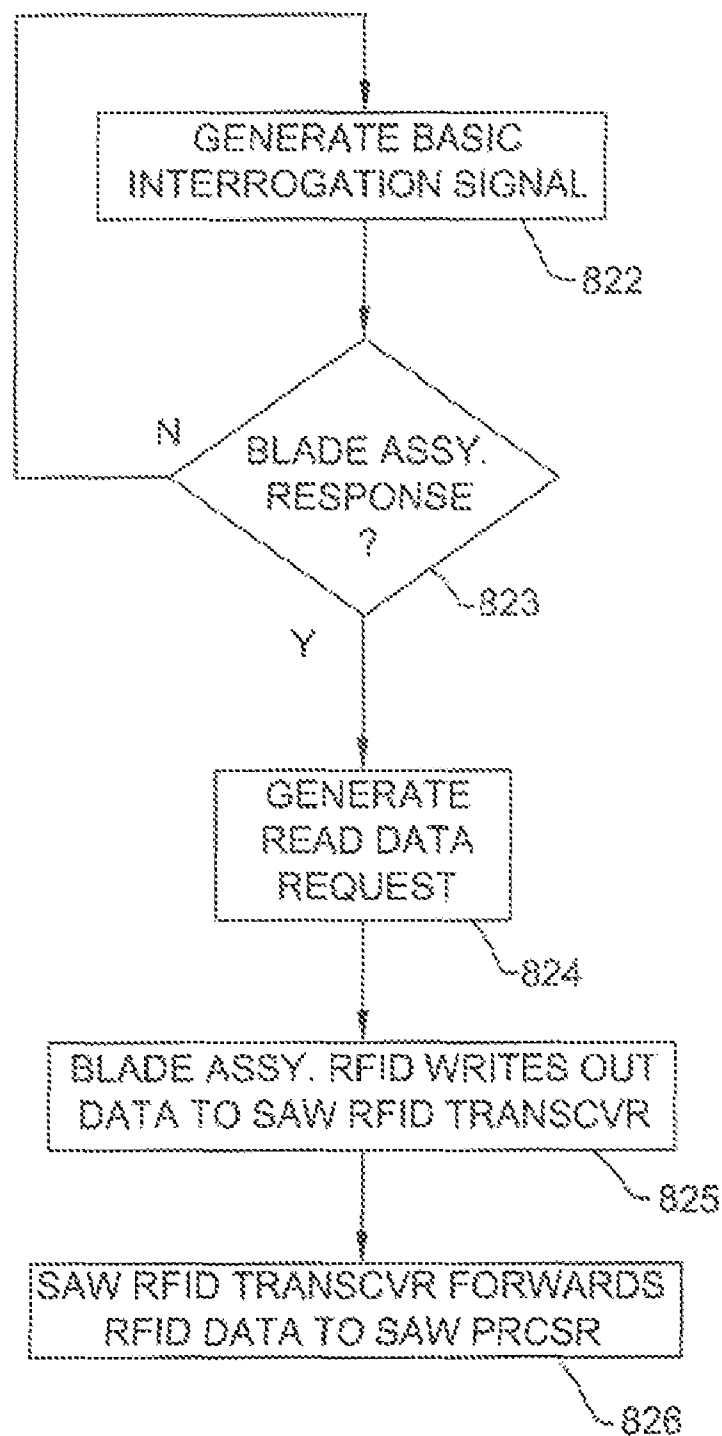 GENERATE BASIC
INTERROGATION SIGNAL
822
N
BLADE ASSY.
RESPONSE
?
823
Y
GENERATE
READ DATA
REQUEST
824
BLADE ASSY. RFID WRITES OUT
DATA TO SAW RFID TRANSCVR
825
SAW RFID TRANSCVR FORWARDS
RFID DATA TO SAW PRCSR
826